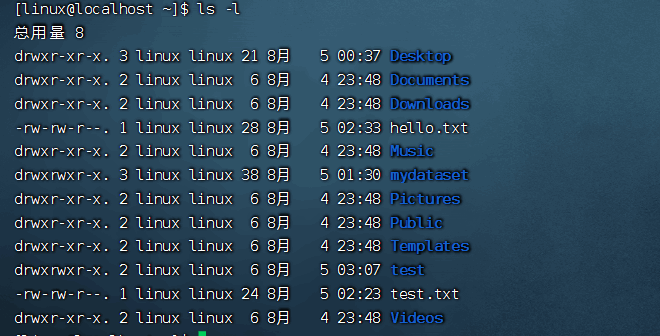 [linux@localhost ~]$ ls -l
总用量 8
drwxr-xr-x. 3 linux linux 21 8月   5 00:37 Desktop
drwxr-xr-x. 2 linux linux  6 8月   4 23:48 Documents
drwxr-xr-x. 2 linux linux  6 8月   4 23:48 Downloads
-rw-rw-r--. 1 linux linux 28 8月   5 02:33 hello.txt
drwxr-xr-x. 2 linux linux  6 8月   4 23:48 Music
drwxrwxr-x. 3 linux linux 38 8月   5 01:30 mydataset
drwxr-xr-x. 2 linux linux  6 8月   4 23:48 Pictures
drwxr-xr-x. 2 linux linux  6 8月   4 23:48 Public
drwxr-xr-x. 2 linux linux  6 8月   4 23:48 Templates
drwxrwxr-x. 2 linux linux  6 8月   5 03:07 test
-rw-rw-r--. 1 linux linux 24 8月   5 02:23 test.txt
drwxr-xr-x. 2 linux linux  6 8月   4 23:48 Videos